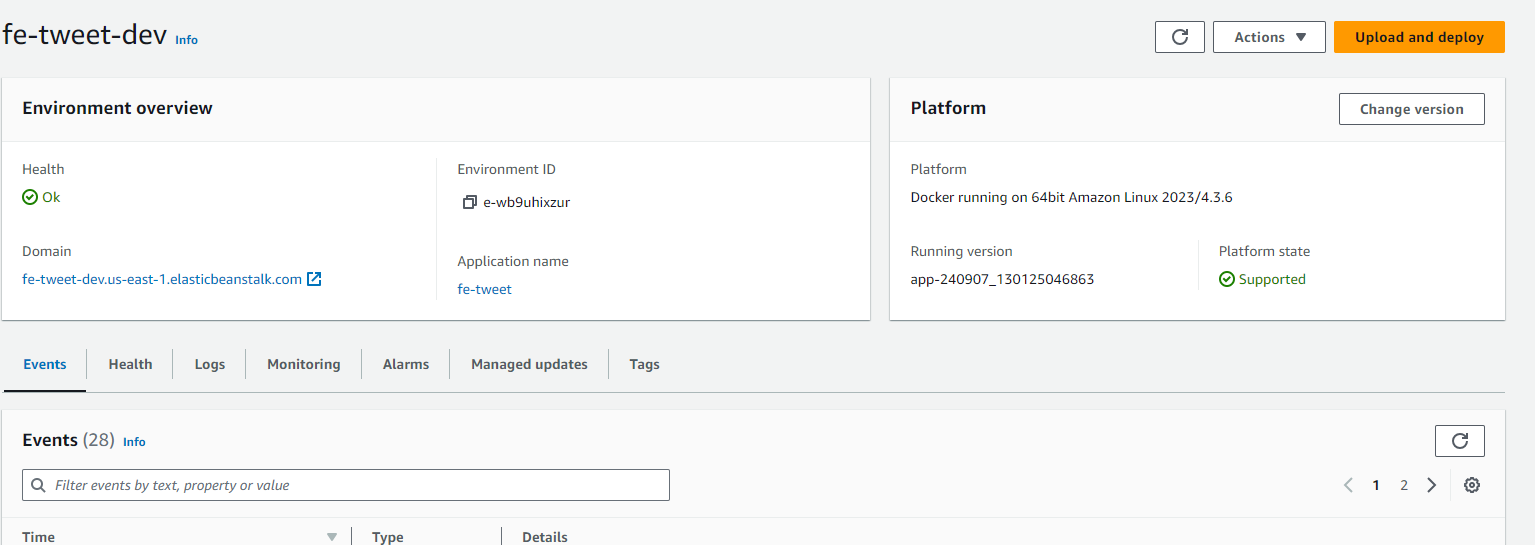 fe-tweet-dev Info
Actions
Upload and deploy
Environment overview
Health
Ok
Domain
fe-tweet-dev.us-east-1.elasticbeanstalk.com
Environment ID
e-wb9uhixzur
Application name
fe-tweet
Platform
Change version
Platform
Docker running on 64bit Amazon Linux 2023/4.3.6
Running version
app-240907_130125046863
Platform state
Supported
Events Health Logs Monitoring Alarms Managed updates Tags
Events (28) Info
Filter events by text, property or value
1 2
Time Type Details